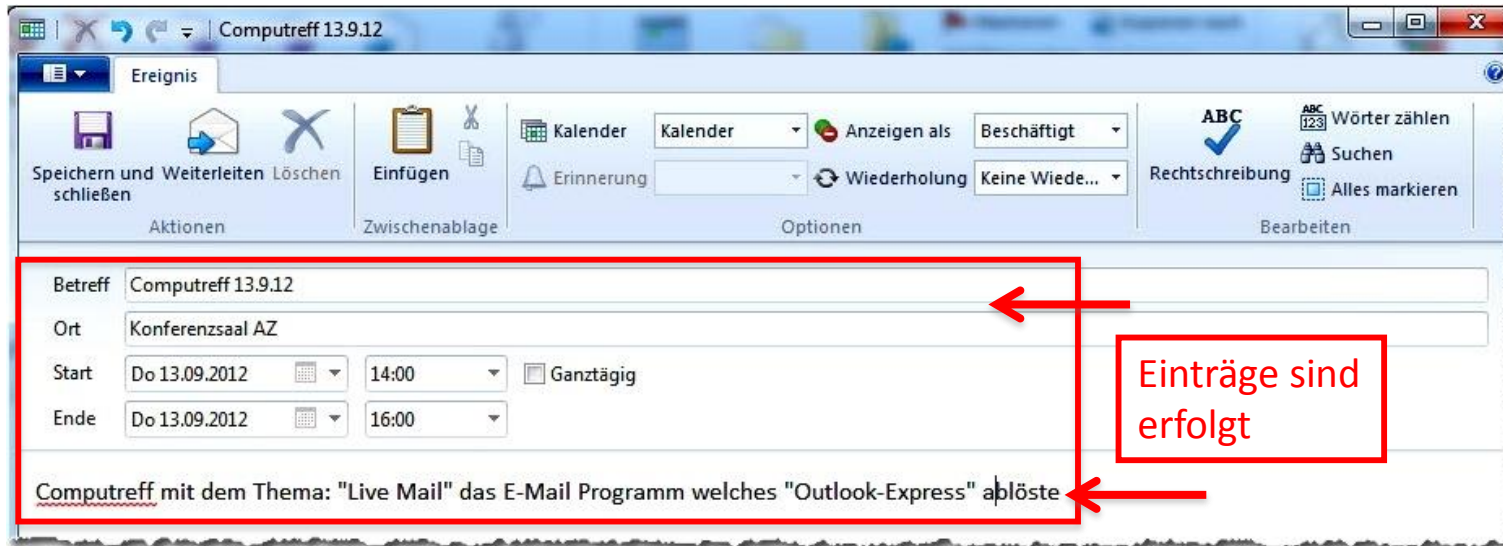 Computreff 13.9.12
Ereignis
Speichern und schließen
Weiterleiten
Löschen
Aktionen
Einfügen
Zwischenablage
Kalender Kalender
Anzeigen als Beschäftigt
Erinnerung
Wiederholung Keine Wiede...
Optionen
ABC
Rechtschreibung
ABC 123 Wörter zählen
Suchen
Alles markieren
Bearbeiten
Betreff Computreff 13.9.12
Ort Konferenzsaal AZ
Start Do 13.09.2012 14:00 Ganztägig
Ende Do 13.09.2012 16:00
Einträge sind
erfolgt
Computreff mit dem Thema: "Live Mail" das E-Mail Programm welches "Outlook-Express" ablöste